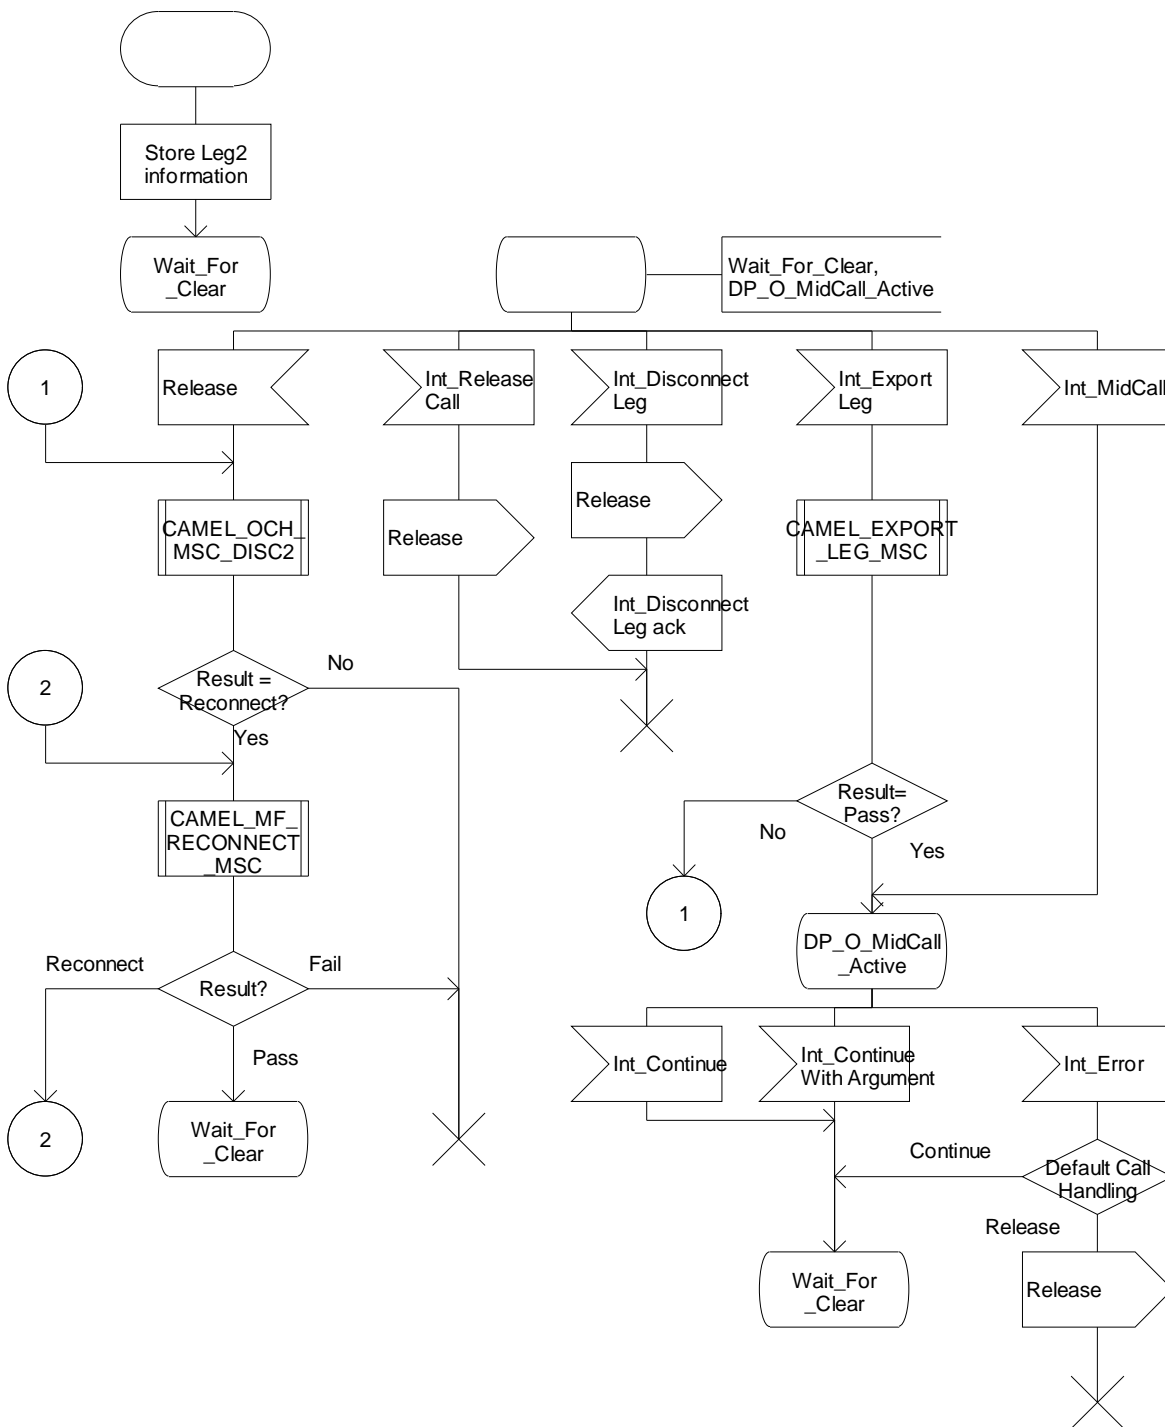 Store Leg2
information
Wait_For
_Clear
Wait_For_Clear,
DP_O_MidCall_Active
1
Release
Int_Release
Call
Int_Disconnect
Leg
Int_Export
Leg
Int_MidCall
CAMEL_OCH_
MSC_DISC2
Release
Release
CAMEL_EXPORT
_LEG_MSC
Int_Disconnect
Leg ack
2
Result =
Reconnect?
No
Yes
CAMEL_MF_
RECONNECT
_MSC
Result=
Pass?
No
Yes
1
DP_O_MidCall
_Active
Reconnect
Result?
Fail
Pass
Int_Continue
Int_Continue
With Argument
Int_Error
2
Wait_For
_Clear
Continue
Default Call
Handling
Release
Wait_For
_Clear
Release